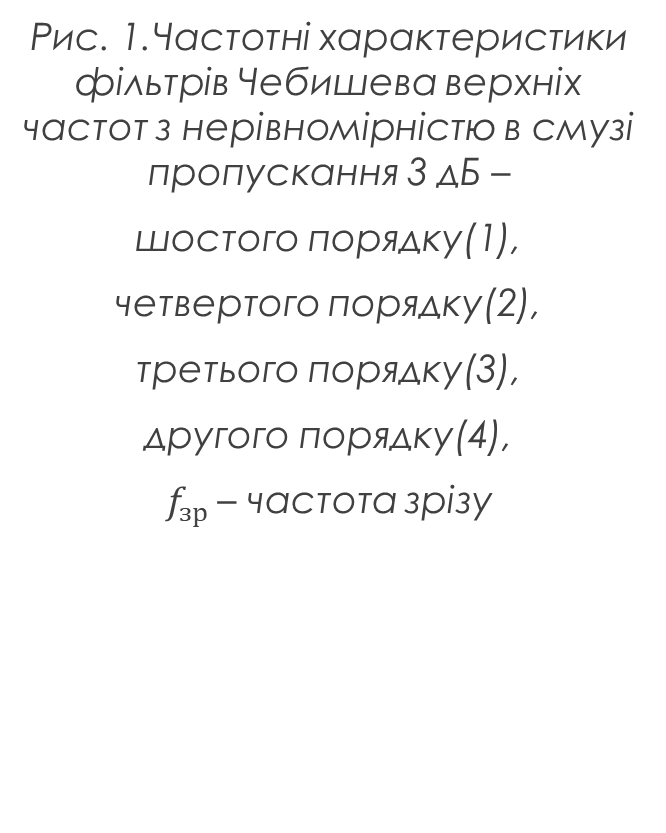 Рис. 1.Частотні характеристики
фільтрів Чебишева верхніх
частот з нерівномірністю в смузі
пропускання 3 дБ –
шостого порядку(1),
четвертого порядку(2),
третього порядку(3),
другого порядку(4),
fзр – частота зрізу